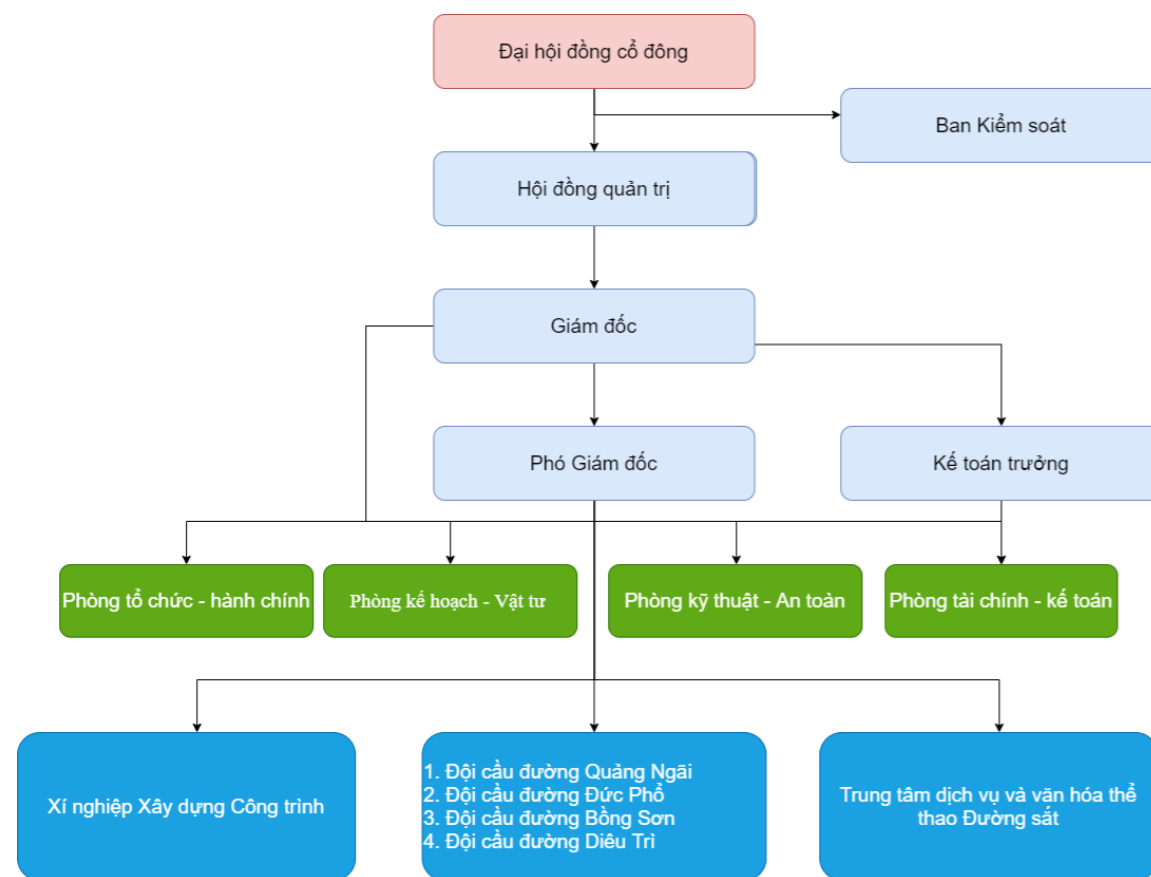 Đại hội đồng cổ đông
Ban Kiểm soát
Hội đồng quản trị
Giám đốc
Phó Giám đốc
Kế toán trưởng
Phòng tổ chức - hành chính
Phòng kế hoạch - Vật tư
Phòng kỹ thuật - An toàn
Phòng tài chính - kế toán
Xí nghiệp Xây dựng Công trình
1. Đội cầu đường Quảng Ngãi
2. Đội cầu đường Đức Phổ
3. Đội cầu đường Bồng Sơn
4. Đội cầu đường Diêu Trì
Trung tâm dịch vụ và văn hóa thể
thao Đường sắt